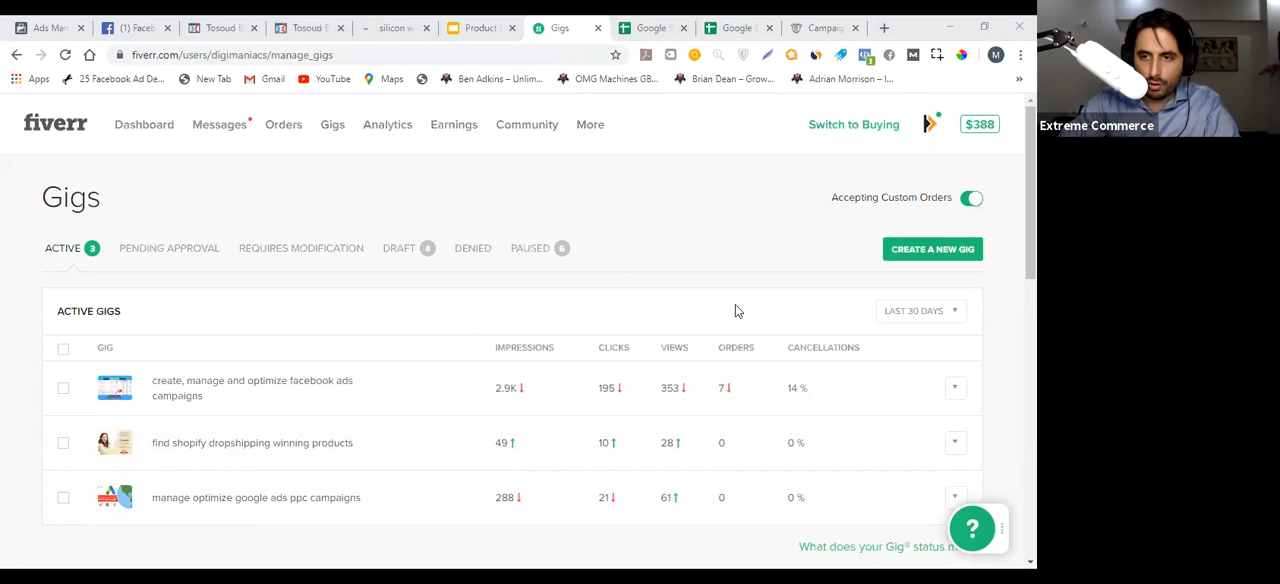 Ads Man
(1) Faceb
Tosoud B
Tosoud B
silicon w
Product
Gigs
Google S
Google E
Campaig
fiverr.com/users/digimaniacs/manage_gigs
M
Apps
25 Facebook Ad De...
New Tab
Gmail
YouTube
Maps
Ben Adkins – Unlim...
OMG Machines GB...
Brian Dean – Grow...
Adrian Morrison – I...
»
fiverr
Dashboard
Messages
Orders
Gigs
Analytics
Earnings
Community
More
Switch to Buying
$388
Extreme Commerce
Gigs
Accepting Custom Orders
ACTIVE 3
PENDING APPROVAL
REQUIRES MODIFICATION
DRAFT 4
DENIED
PAUSED 6
CREATE A NEW GIG
ACTIVE GIGS
LAST 30 DAYS
GIG
IMPRESSIONS
CLICKS
VIEWS
ORDERS
CANCELLATIONS
create, manage and optimize facebook ads
campaigns
2.9K
195
353
7
14 %
find shopify dropshipping winning products
49
10
28
0
0 %
manage optimize google ads ppc campaigns
288
21
61
0
0 %
?
What does your Gig® status m